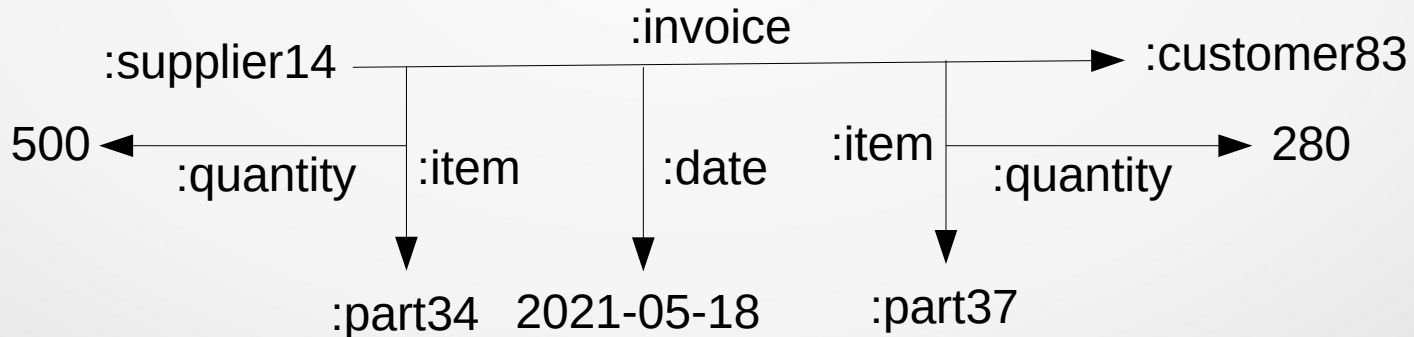 :invoice
:supplier14 :customer83
500 :quantity :item :date :item :quantity 280
:part34 2021-05-18 :part37